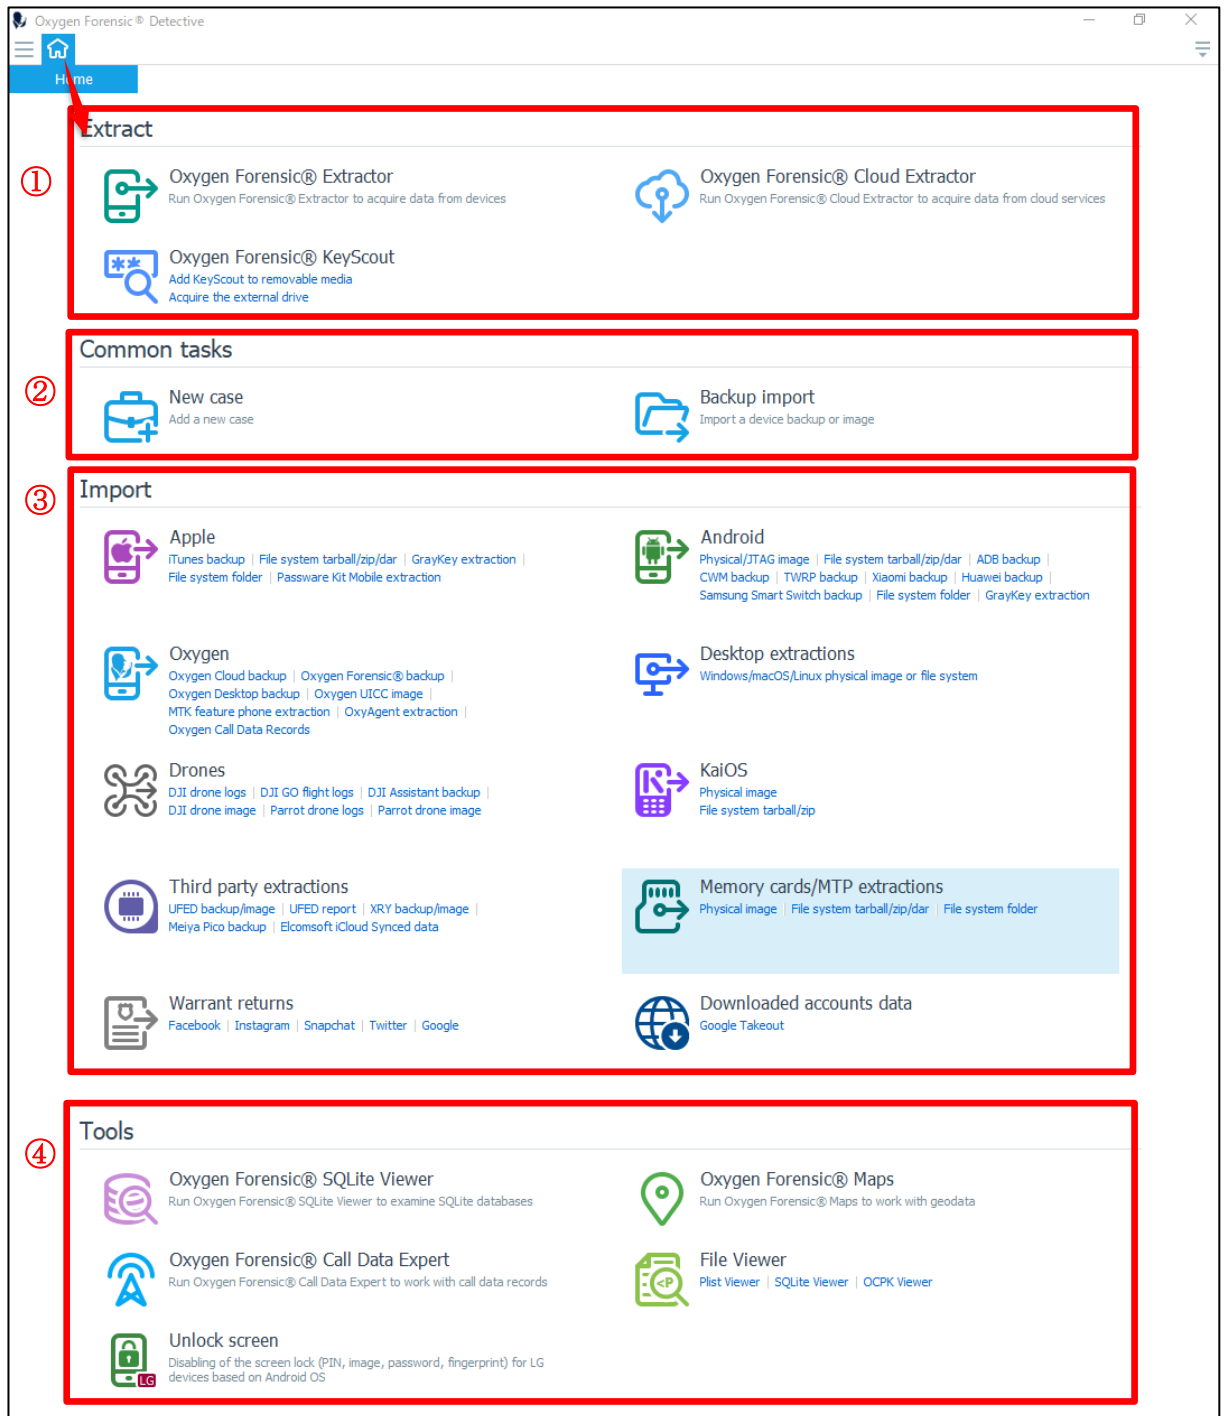 Oxygen Forensic® Detective
Home
Extract
①
Oxygen Forensic® Extractor
Run Oxygen Forensic® Extractor to acquire data from devices
Oxygen Forensic® Cloud Extractor
Run Oxygen Forensic® Cloud Extractor to acquire data from cloud services
Oxygen Forensic® KeyScout
Add KeyScout to removable media
Acquire the external drive
Common tasks
②
New case
Add a new case
Backup import
Import a device backup or image
Import
③
Apple
iTunes backup | File system tarball/zip/dar | GrayKey extraction |
File system folder | Passware Kit Mobile extraction
Android
Physical/JTAG image | File system tarball/zip/dar | ADB backup |
CWM backup | TWRP backup | Xiaomi backup | Huawei backup |
Samsung Smart Switch backup | File system folder | GrayKey extraction
Oxygen
Oxygen Cloud backup | Oxygen Forensic® backup |
Oxygen Desktop backup | Oxygen UICC image |
MTK feature phone extraction | OxyAgent extraction |
Oxygen Call Data Records
Desktop extractions
Windows/macOS/Linux physical image or file system
Drones
DJI drone logs | DJI GO flight logs | DJI Assistant backup |
DJI drone image | Parrot drone logs | Parrot drone image
KaiOS
Physical image
File system tarball/zip
Third party extractions
UFED backup/image | UFED report | XRY backup/image |
Meiya Pico backup | Elcomsoft iCloud Synced data
Memory cards/MTP extractions
Physical image | File system tarball/zip/dar | File system folder
Warrant returns
Facebook | Instagram | Snapchat | Twitter | Google
Downloaded accounts data
Google Takeout
Tools
④
Oxygen Forensic® SQLite Viewer
Run Oxygen Forensic® SQLite Viewer to examine SQLite databases
Oxygen Forensic® Maps
Run Oxygen Forensic® Maps to work with geodata
Oxygen Forensic® Call Data Expert
Run Oxygen Forensic® Call Data Expert to work with call data records
<P
File Viewer
Plist Viewer | SQLite Viewer | OCPK Viewer
LG
Unlock screen
Disabling of the screen lock (PIN, image, password, fingerprint) for LG
devices based on Android OS